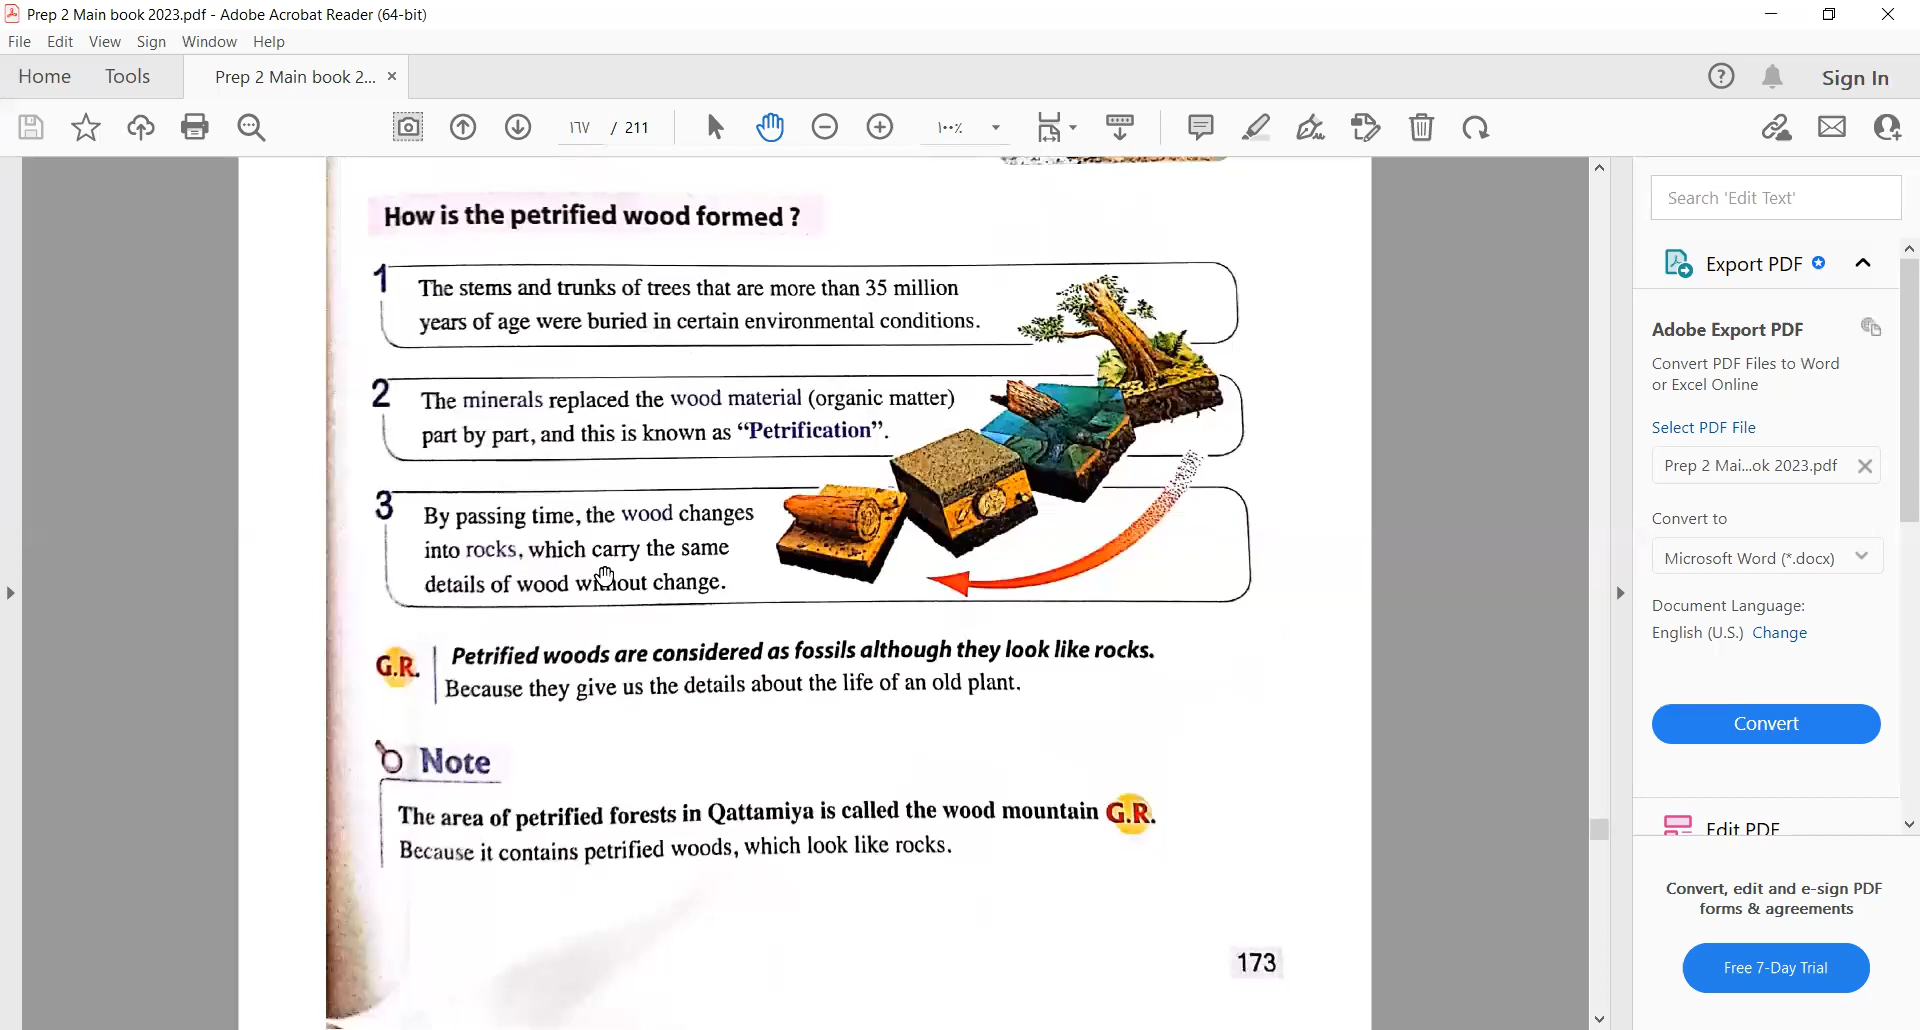 Prep 2 Main book 2023.pdf - Adobe Acrobat Reader (64-bit)
File Edit View Sign Window Help
Home Tools Prep 2 Main book 2... × Sign In
١٦٧ / 211 ١٠٠٪
How is the petrified wood formed ?
1 The stems and trunks of trees that are more than 35 million
years of age were buried in certain environmental conditions.
2 The minerals replaced the wood material (organic matter)
part by part, and this is known as “Petrification”.
3 By passing time, the wood changes
into rocks, which carry the same
details of wood without change.
G.R. Petrified woods are considered as fossils although they look like rocks.
Because they give us the details about the life of an old plant.
Note
The area of petrified forests in Qattamiya is called the wood mountain G.R.
Because it contains petrified woods, which look like rocks.
173
Search 'Edit Text'
Export PDF
Adobe Export PDF
Convert PDF Files to Word
or Excel Online
Select PDF File
Prep 2 Mai...ok 2023.pdf
Convert to
Microsoft Word (*.docx)
Document Language:
English (U.S.) Change
Convert
Edit PDF
Convert, edit and e-sign PDF
forms & agreements
Free 7-Day Trial